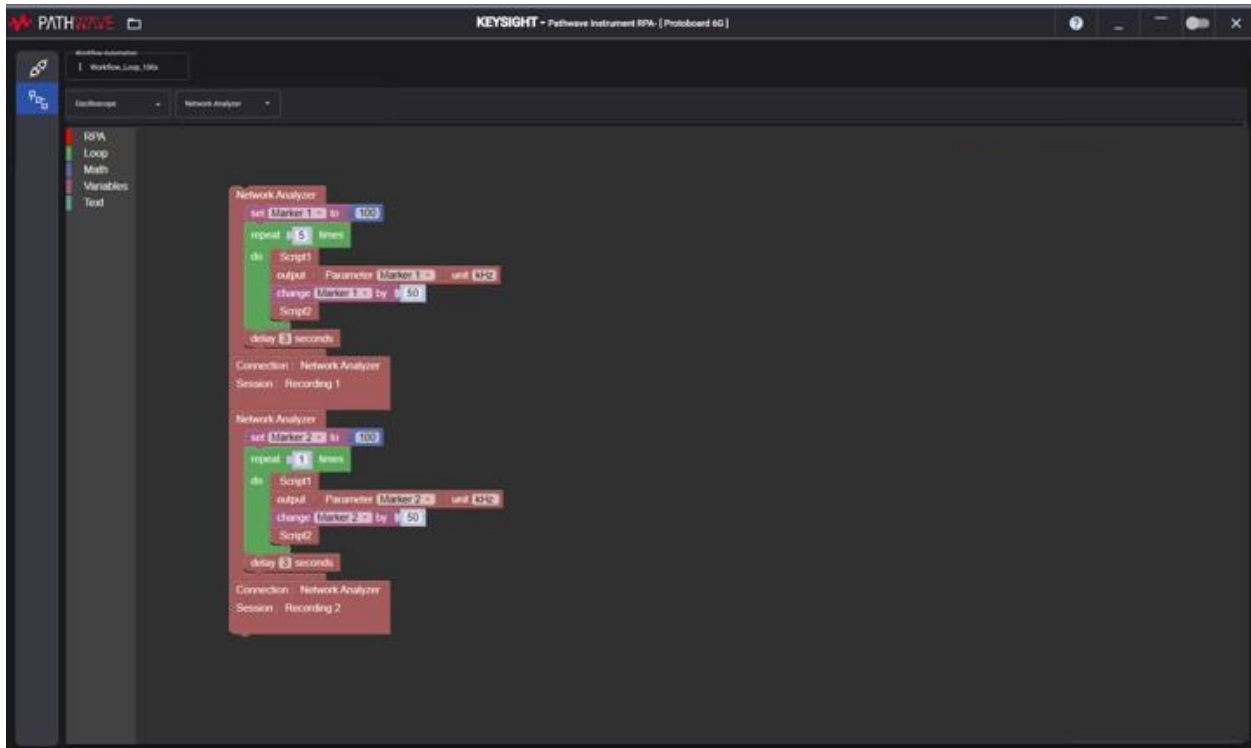 PATHWAVE
KEYSIGHT - Pathwave Instrument RPA- [ Protoboard 6G ]
Workflow Automation
Workflow_Loop_100x
Oscilloscope
Network Analyzer
RPA
Loop
Math
Variables
Text
Network Analyzer
set Marker 1 to 100
repeat 5 times
do Script1
output Parameter Marker 1 unit kHz
change Marker 1 by 50
Script2
delay 3 seconds
Connection Network Analyzer
Session Recording 1
Network Analyzer
set Marker 2 to 100
repeat 1 times
do Script1
output Parameter Marker 2 unit kHz
change Marker 2 by 50
Script2
delay 3 seconds
Connection Network Analyzer
Session Recording 2